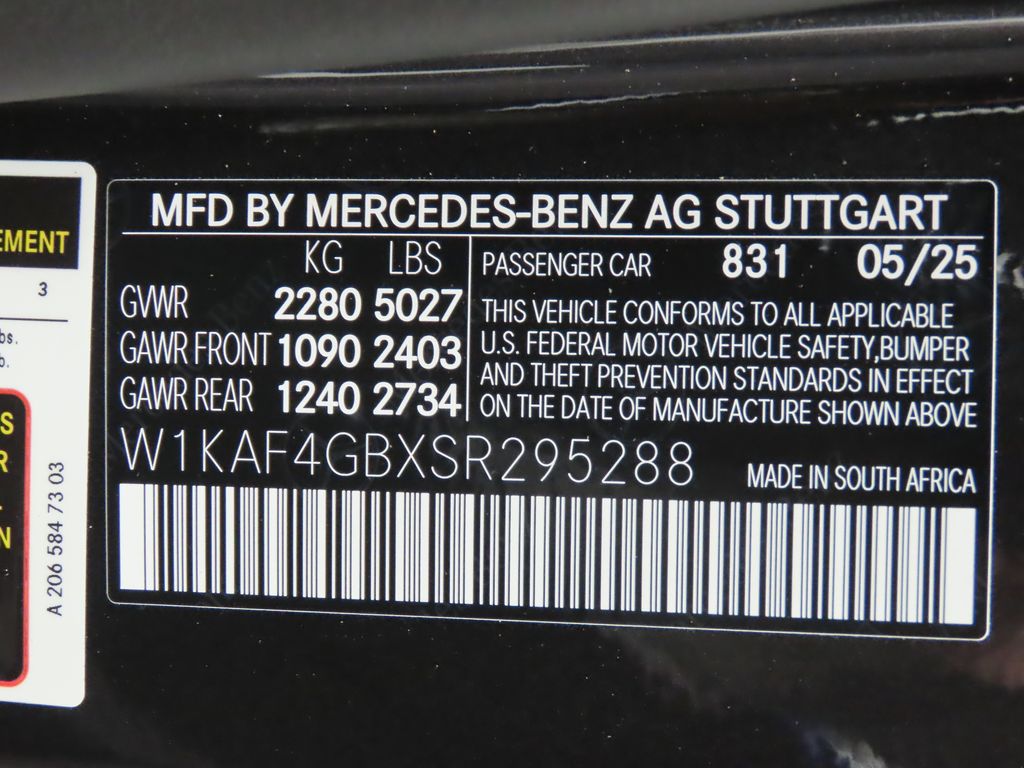 MFD BY MERCEDES-BENZ AG STUTTGART
KG LBS
GVWR 2280 5027
GAWR FRONT 1090 2403
GAWR REAR 1240 2734
PASSENGER CAR 831 05/25
THIS VEHICLE CONFORMS TO ALL APPLICABLE
U.S. FEDERAL MOTOR VEHICLE SAFETY,BUMPER
AND THEFT PREVENTION STANDARDS IN EFFECT
ON THE DATE OF MANUFACTURE SHOWN ABOVE
W1KAF4GBXSR295288
MADE IN SOUTH AFRICA
EMENT
3
bs.
b.
S
R
N
A 206 584 73 03